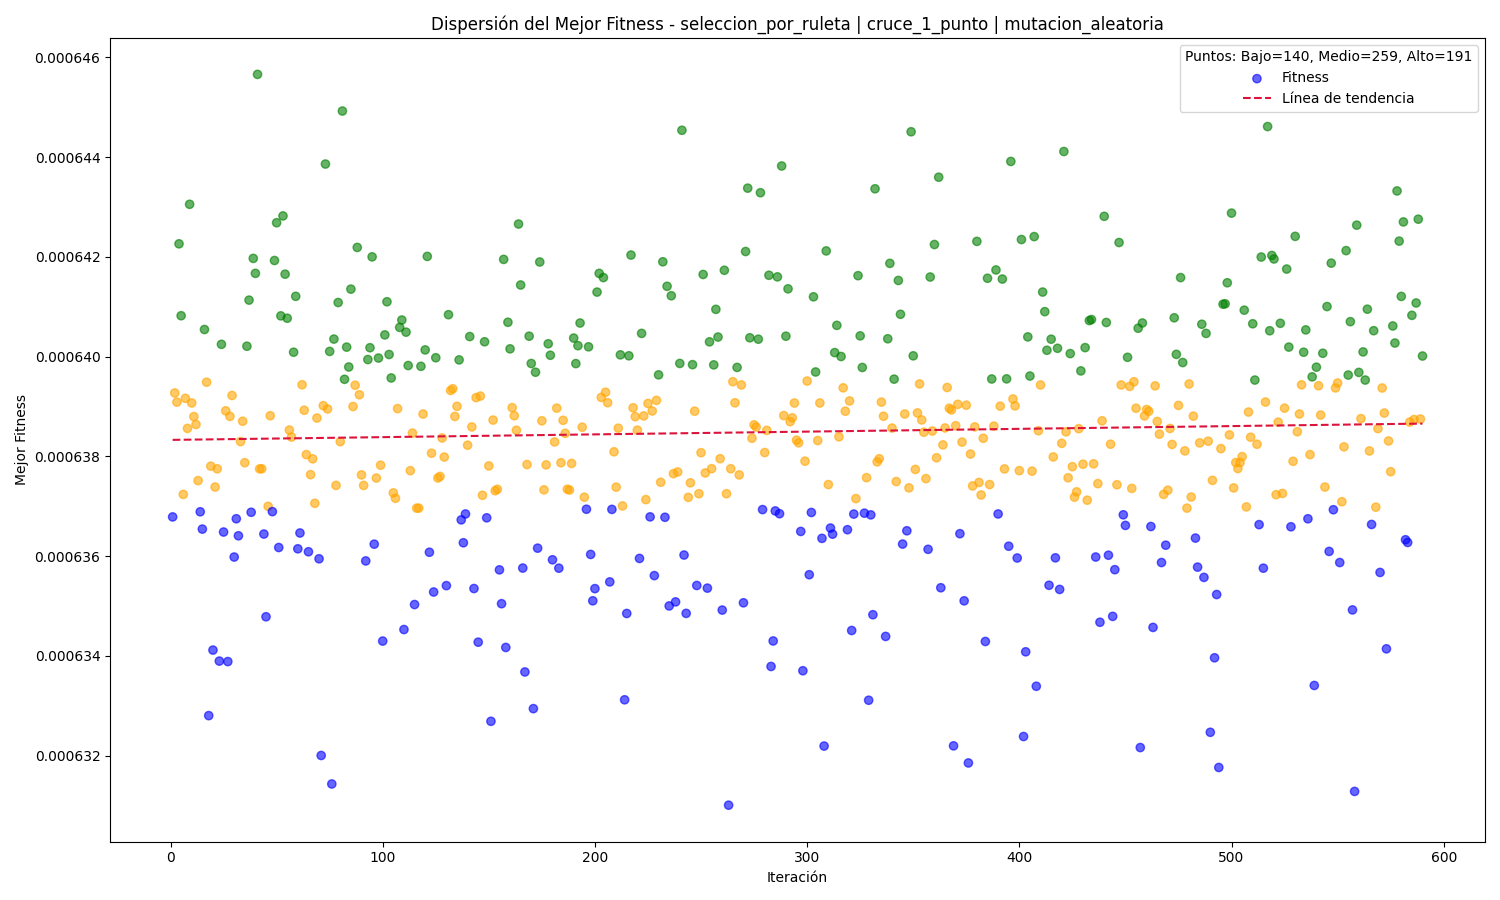 Dispersión del Mejor Fitness - seleccion_por_ruleta | cruce_1_punto | mutacion_aleatoria
Puntos: Bajo=140, Medio=259, Alto=191
Fitness
Línea de tendencia
Mejor Fitness
0.000646
0.000644
0.000642
0.000640
0.000638
0.000636
0.000634
0.000632
0
100
200
300
400
500
600
Iteración